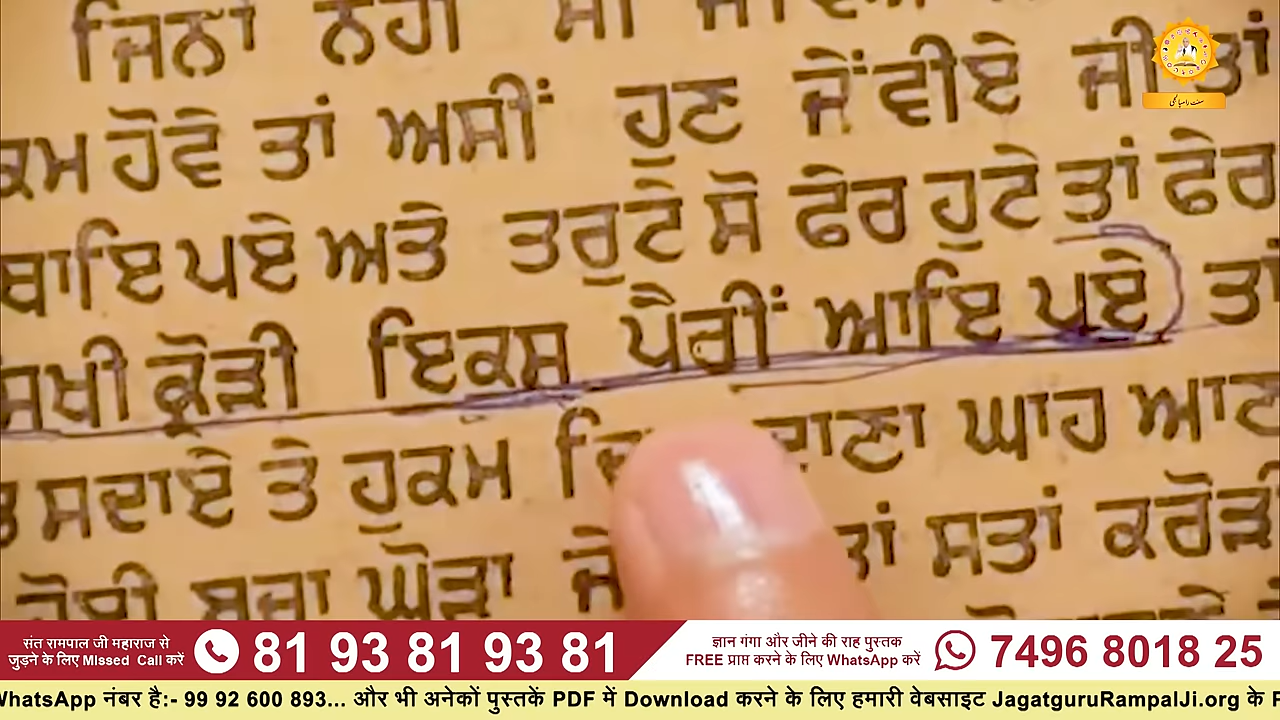 ਜਿਨਾਂ ਨਹੀਂ ਸੀ
ਕਮ ਹੋਵੇ ਤਾਂ ਅਸੀਂ ਹੁਣ ਜੇਂਵੀਏ ਜੀ ਤਾਂ
ਬਾਇ ਪਏ ਅਤੇ ਤਰੁਟੇ ਸੋ ਫੇਰ ਹੁਟੇ ਤਾਂ ਫੇਰ
ਸਖੀ ਕ੍ਰੋੜੀ ਇਕਸ ਪੈਰੀਂ ਆਇ ਪਏ ਤਾਂ
ਸਦਾਏ ਤੇ ਹੁਕਮ ਦਾਣਾ ਘਾਹ ਆਣ
ਘੋੜਾ ਤਾਂ ਸਤਾਂ ਕਰੋੜੀ
संत रामपाल जी महाराज से
जुड़ने के लिए Missed Call करें
81 93 81 93 81
ज्ञान गंगा और जीने की राह पुस्तक
FREE प्राप्त करने के लिए WhatsApp करें
7496 8018 25
WhatsApp नंबर है:- 99 92 600 893... और भी अनेकों पुस्तकें PDF में Download करने के लिए हमारी वेबसाइट JagatguruRampalJi.org के